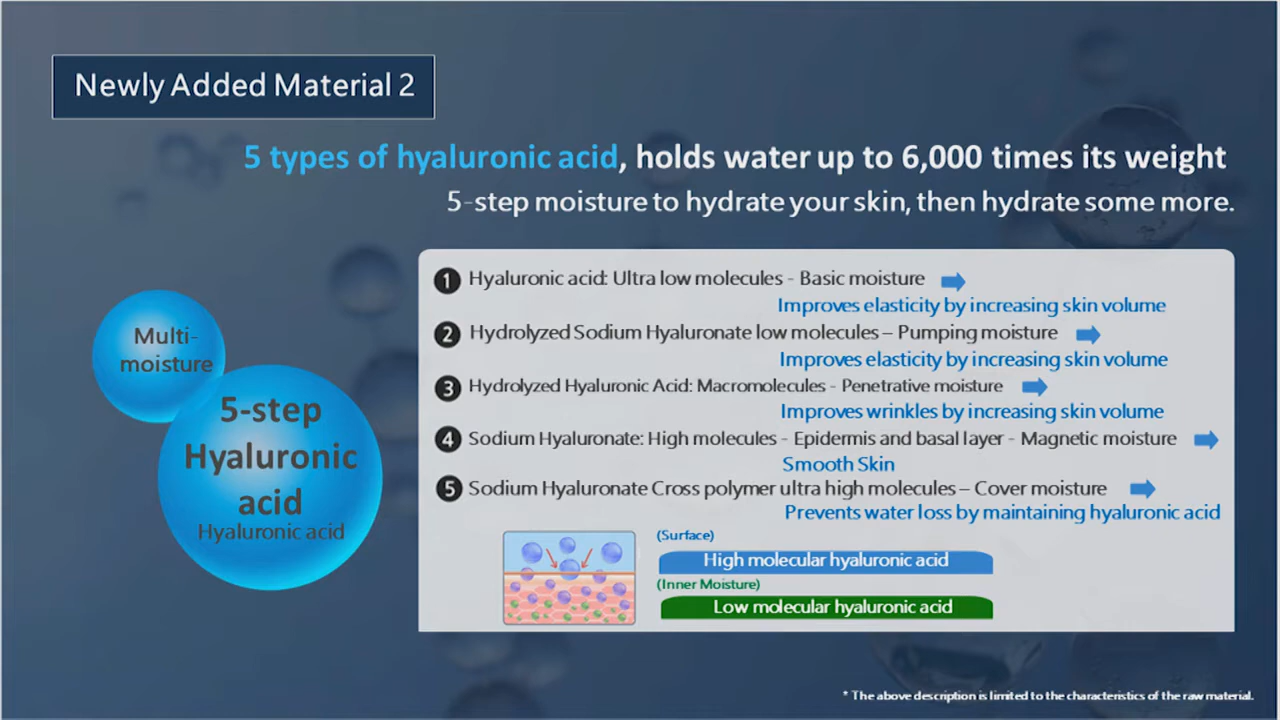 Newly Added Material 2
5 types of hyaluronic acid, holds water up to 6,000 times its weight
5-step moisture to hydrate your skin, then hydrate some more.
Multi-
moisture
5-step
Hyaluronic
acid
Hyaluronic acid
1 Hyaluronic acid: Ultra low molecules - Basic moisture
Improves elasticity by increasing skin volume
2 Hydrolyzed Sodium Hyaluronate low molecules – Pumping moisture
Improves elasticity by increasing skin volume
3 Hydrolyzed Hyaluronic Acid: Macromolecules - Penetrative moisture
Improves wrinkles by increasing skin volume
4 Sodium Hyaluronate: High molecules - Epidermis and basal layer - Magnetic moisture
Smooth Skin
5 Sodium Hyaluronate Cross polymer ultra high molecules – Cover moisture
Prevents water loss by maintaining hyaluronic acid
(Surface)
High molecular hyaluronic acid
(Inner Moisture)
Low molecular hyaluronic acid
* The above description is limited to the characteristics of the raw material.